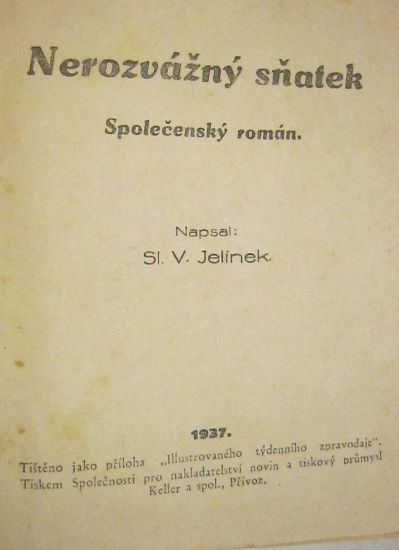 Nerozvážný sňatek
Společenský román.
Napsal:
Sl. V. Jelínek.
1937.
Tištěno jako příloha „Illustrovaného týdenního zpravodaje".
Tiskem Společnosti pro nakladatelství novin a tiskový průmysl
Keller a spol., Přívoz.